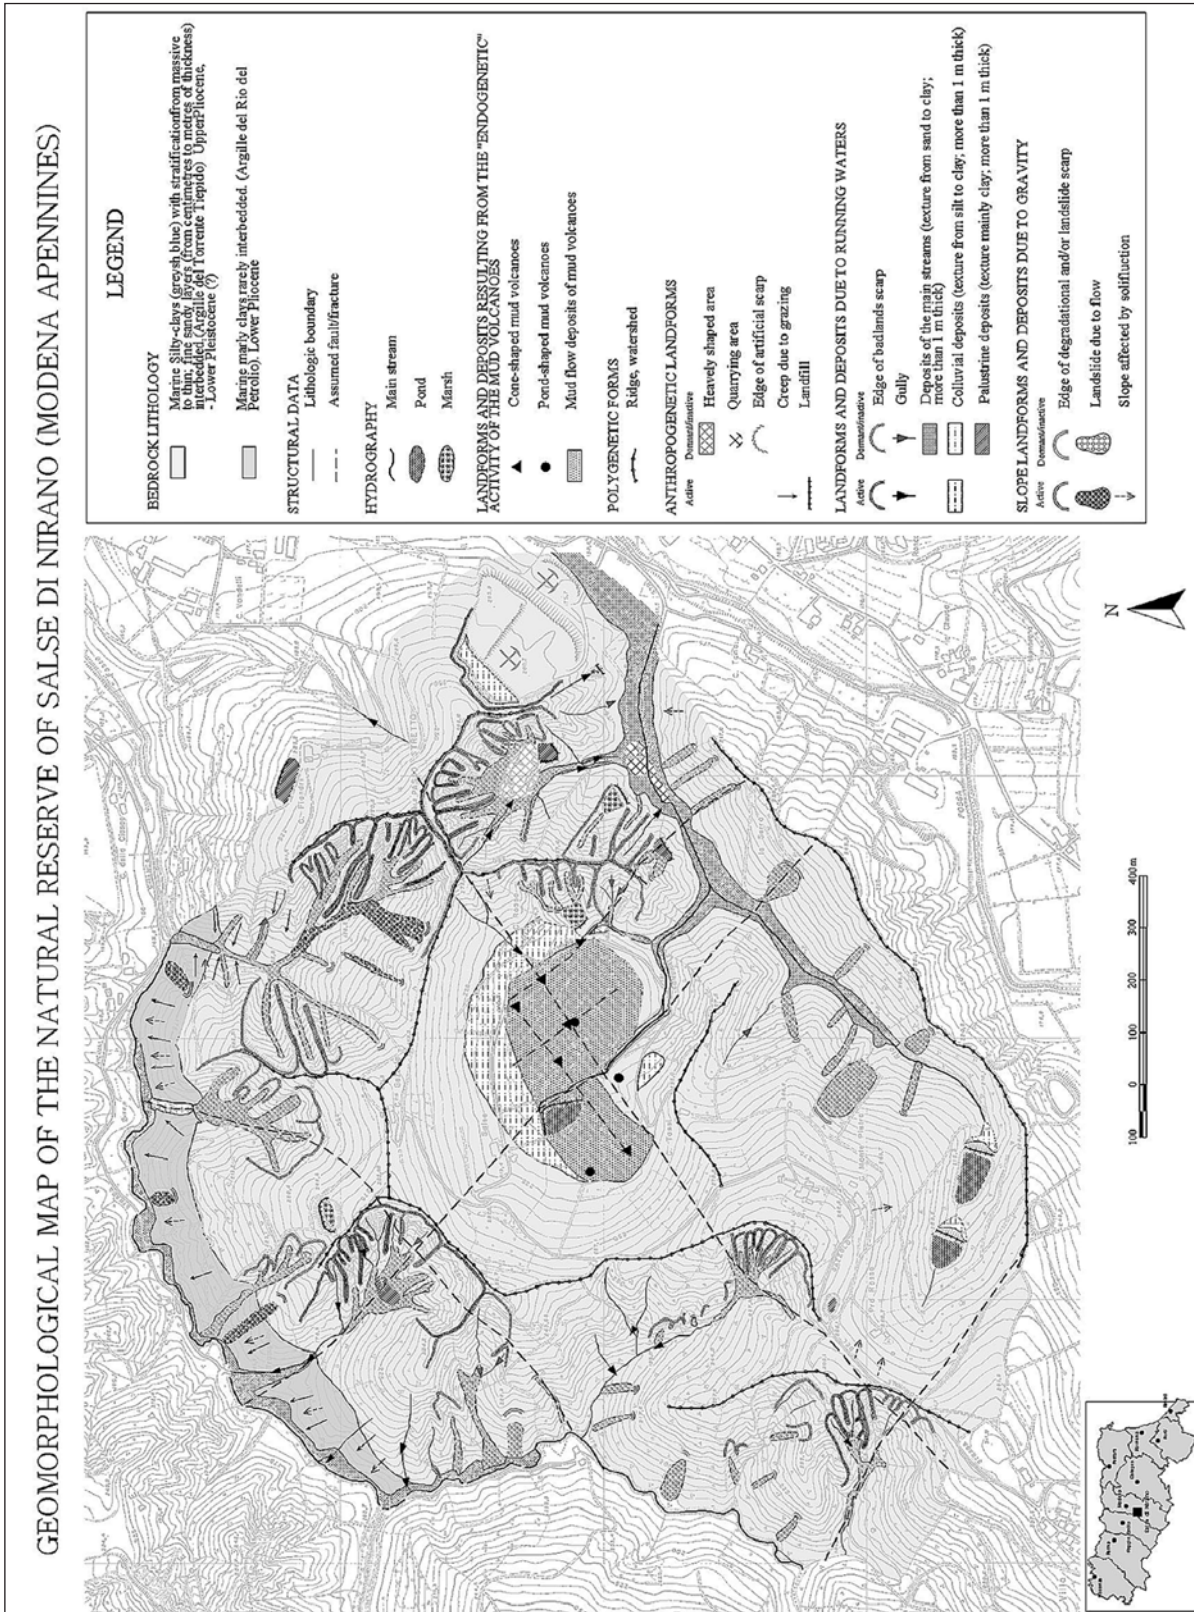 GEOMORPHOLOGICAL MAP OF THE NATURAL RESERVE OF SALSE DI NIRANO (MODENA APENNINES)
LEGEND
BEDROCK LITHOLOGY
Marine Silty-clays (greysh blue) with stratificationfrom massive
to than; fine sandy layers (from centimetres to metres of thickness)
interbedded.(Argille del Torrente Tiepido) UpperPliocene,
- Lower Pleistocene (?)
Marine marly clays rarely interbedded. (Argille del Rio del
Petrolio). Lower Pliocene
STRUCTURAL DATA
Lithologic boundary
Assumed fault/fracture
HYDROGRAPHY
Main stream
Pond
Marsh
LANDFORMS AND DEPOSITS RESULTING FROM THE "ENDOGENETIC"
ACTIVITY OF THE MUD VOLCANOES
Cone-shaped mud volcanoes
Pond-shaped mud volcanoes
Mud flow deposits of mud volcanoes
POLYGENETIC FORMS
Ridge, watershed
ANTHROPOGENETIC LANDFORMS
Active Dormant/inactive
Heavely shaped area
Quarrying area
Edge of artificial scarp
Creep due to grazing
Landfill
LANDFORMS AND DEPOSITS DUE TO RUNNING WATERS
Active Dormant/inactive
Edge of badlands scarp
Gully
Deposits of the main streams (texture from sand to clay;
more than 1 m thick)
Colluvial deposits (texture from silt to clay; more than 1 m thick)
Palustrine deposits (texture mainly clay; more than 1 m thick)
SLOPE LANDFORMS AND DEPOSITS DUE TO GRAVITY
Active Dormant/inactive
Edge of degradational and/or landslide scarp
Landslide due to flow
Slope affected by solifluction
N
100 0 100 200 300 400m